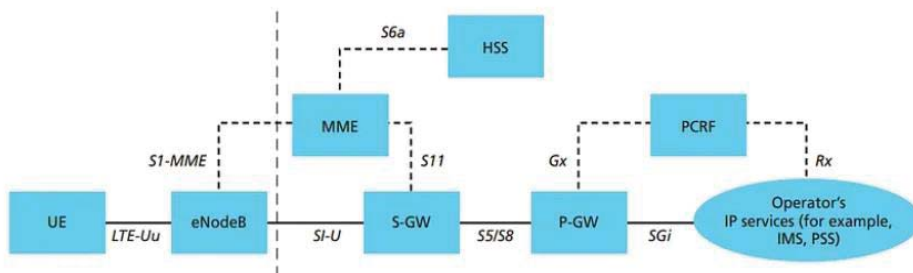 S6a
HSS
MME
PCRF
S1-MME
S11
Gx
Rx
UE
LTE-Uu
eNodeB
SI-U
S-GW
S5/S8
P-GW
SGi
Operator's
IP services (for example,
IMS, PSS)